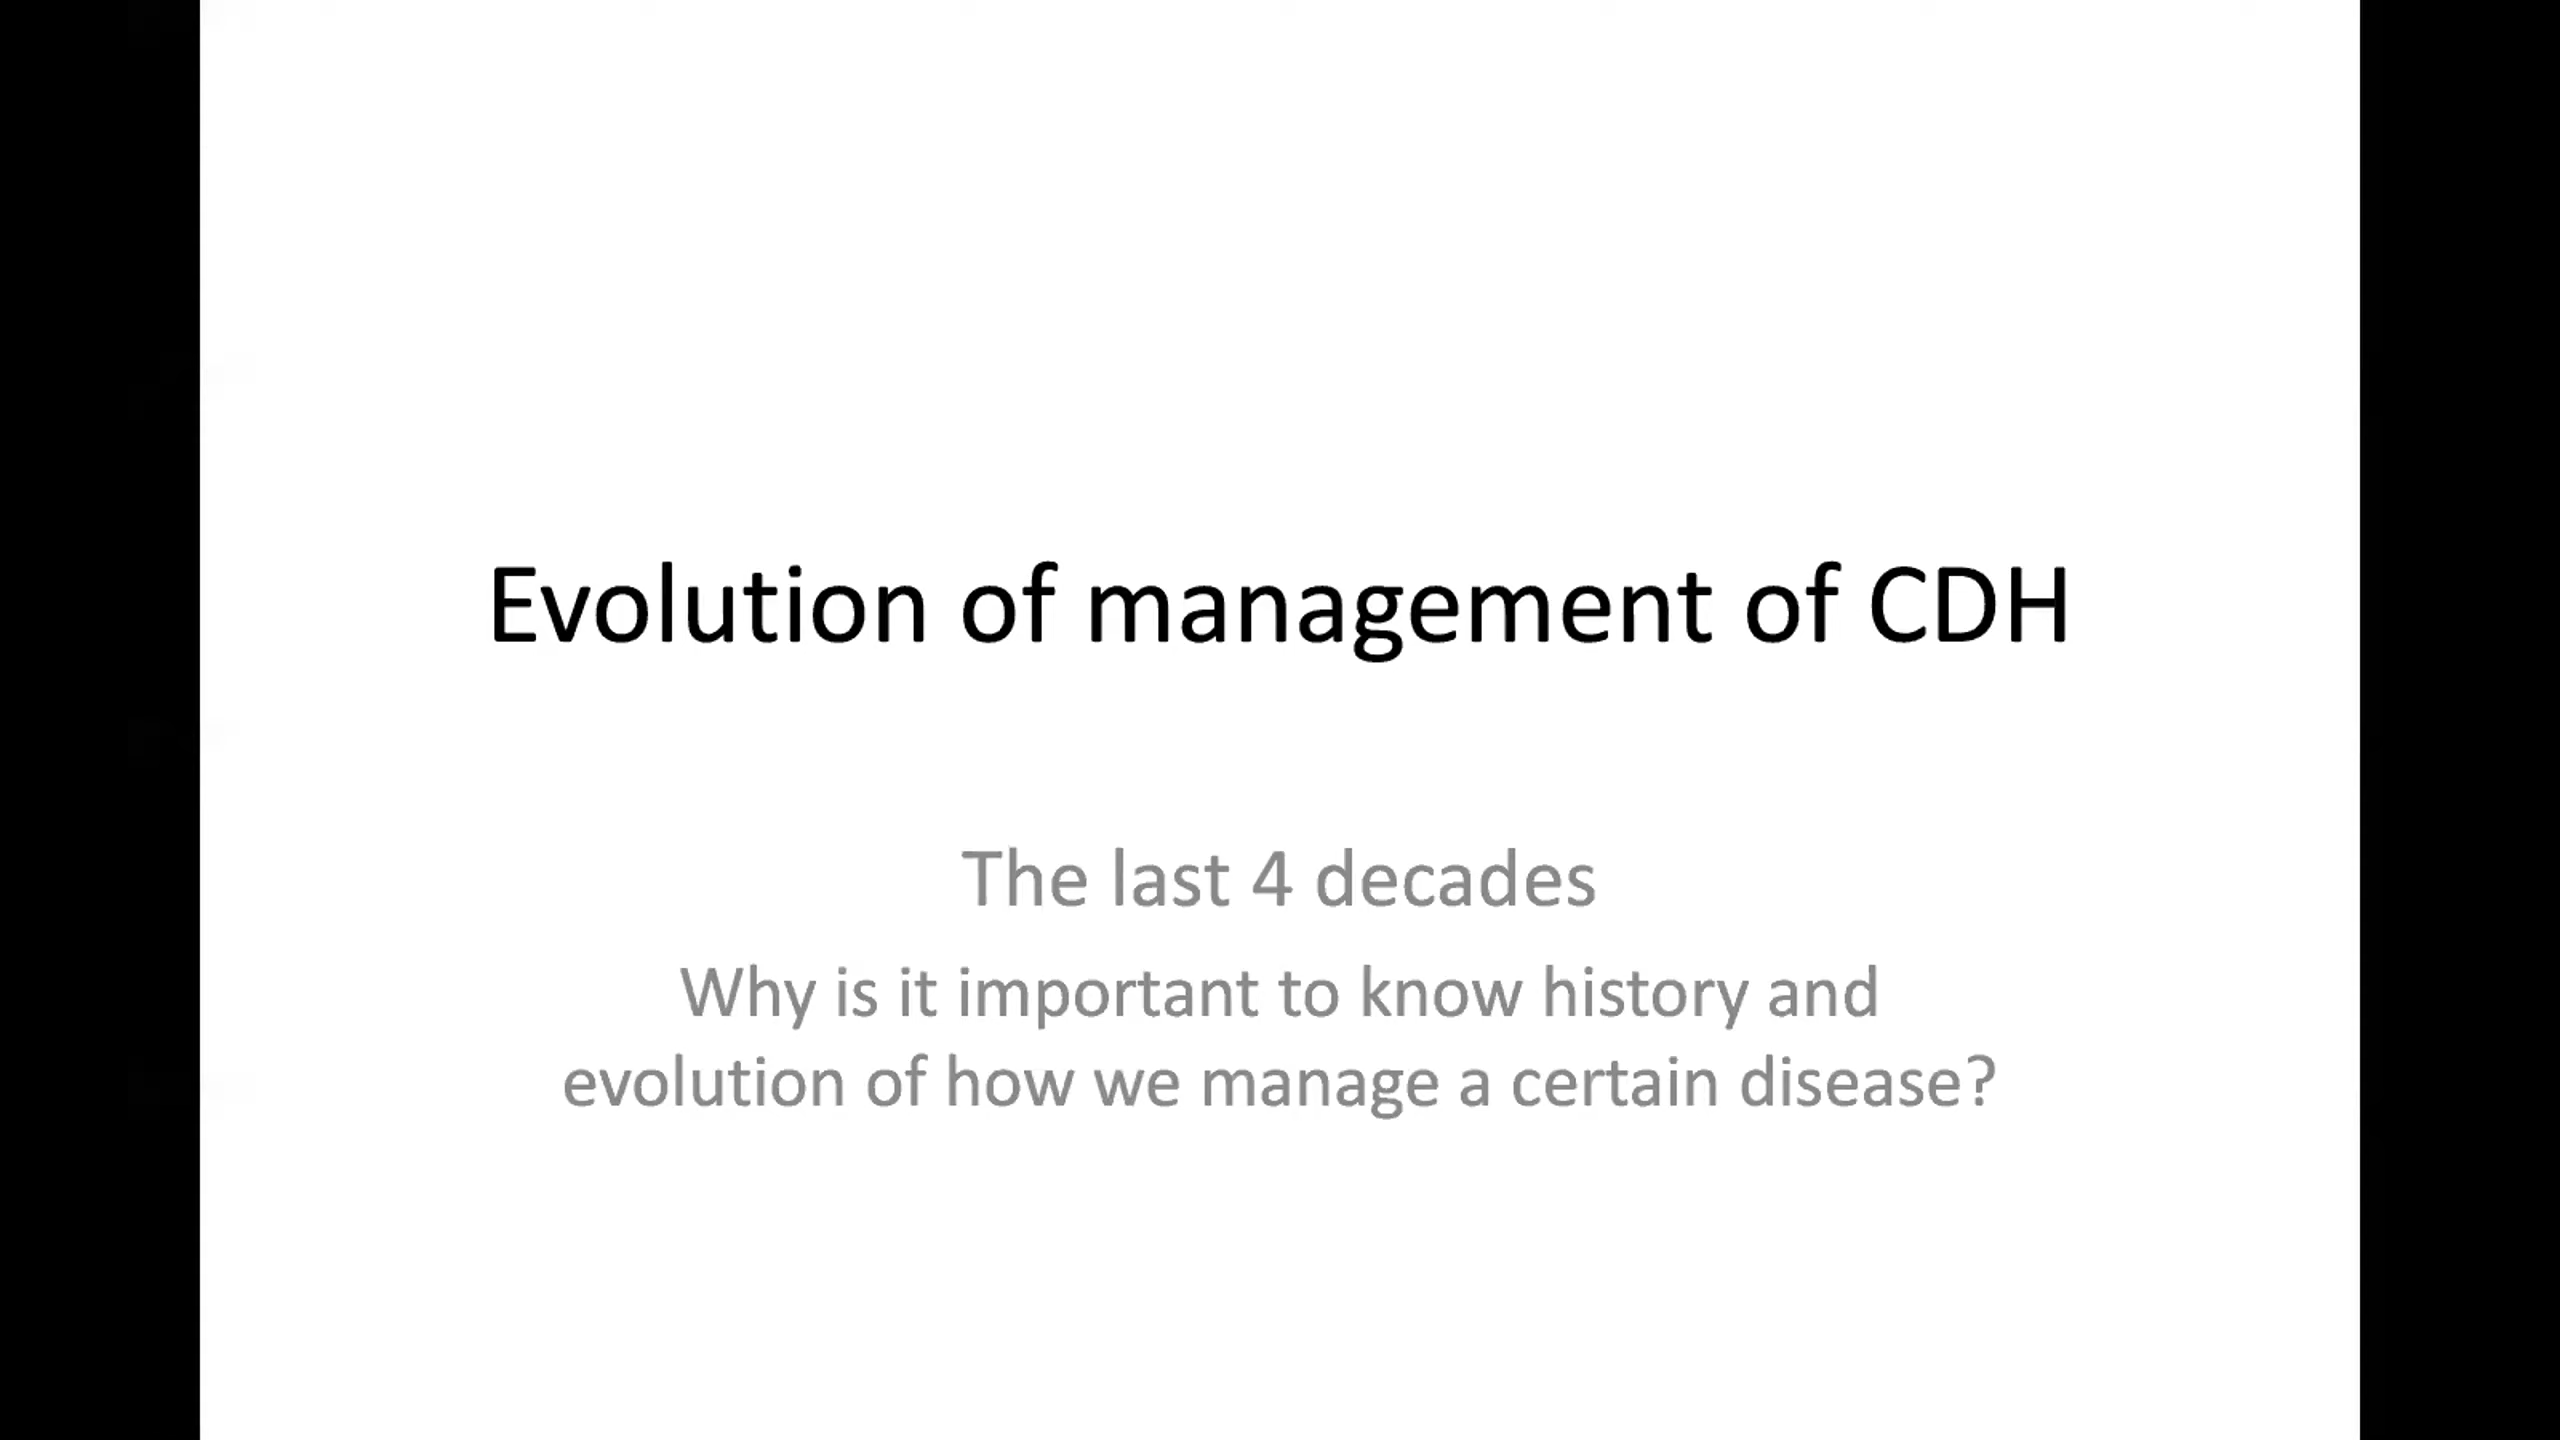 Evolution of management of CDH
The last 4 decades
Why is it important to know history and
evolution of how we manage a certain disease?